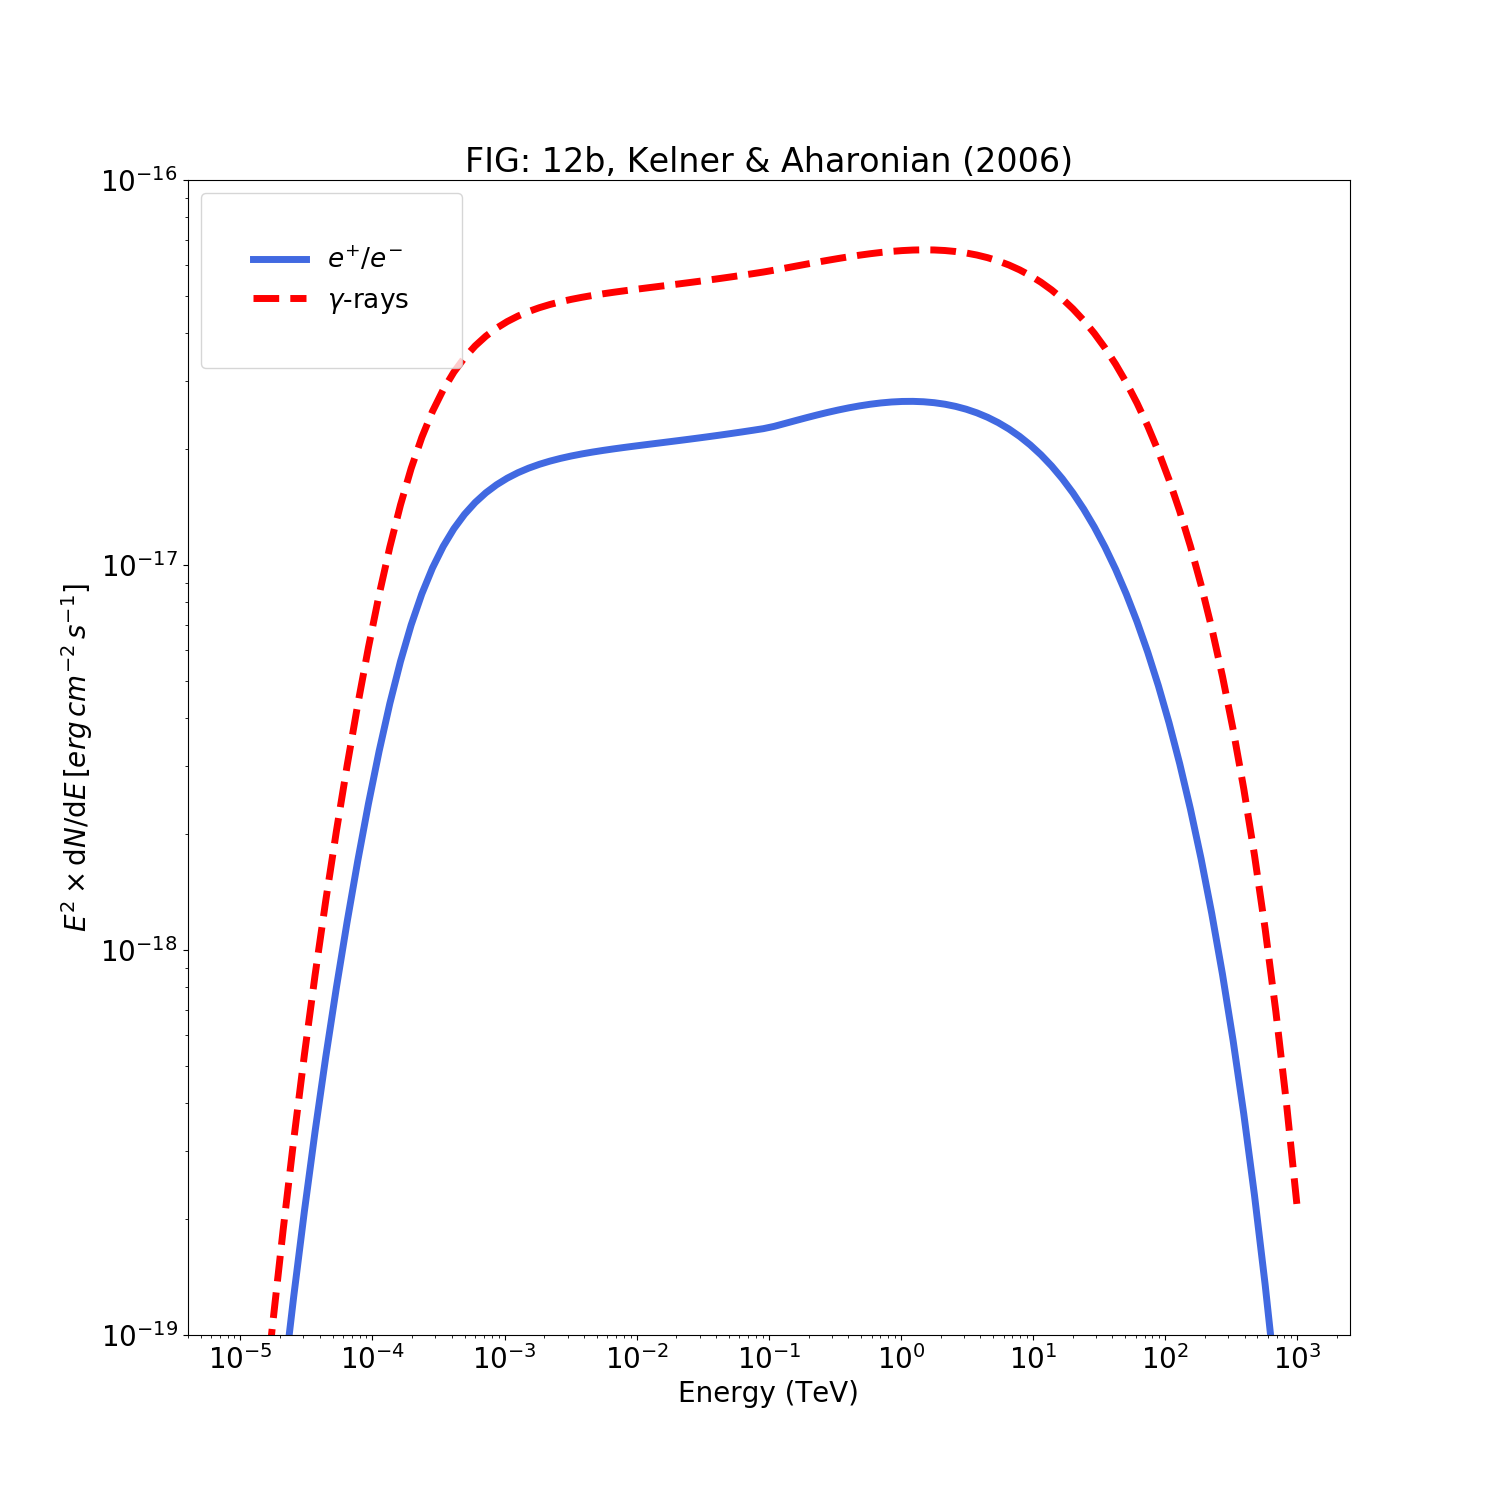 FIG: 12b, Kelner & Aharonian (2006)
10⁻¹⁶
e⁺/e⁻
γ-rays
10⁻¹⁷
10⁻¹⁸
10⁻¹⁹
E² × dN/dE [erg cm⁻² s⁻¹]
10⁻⁵ 10⁻⁴ 10⁻³ 10⁻² 10⁻¹ 10⁰ 10¹ 10² 10³
Energy (TeV)